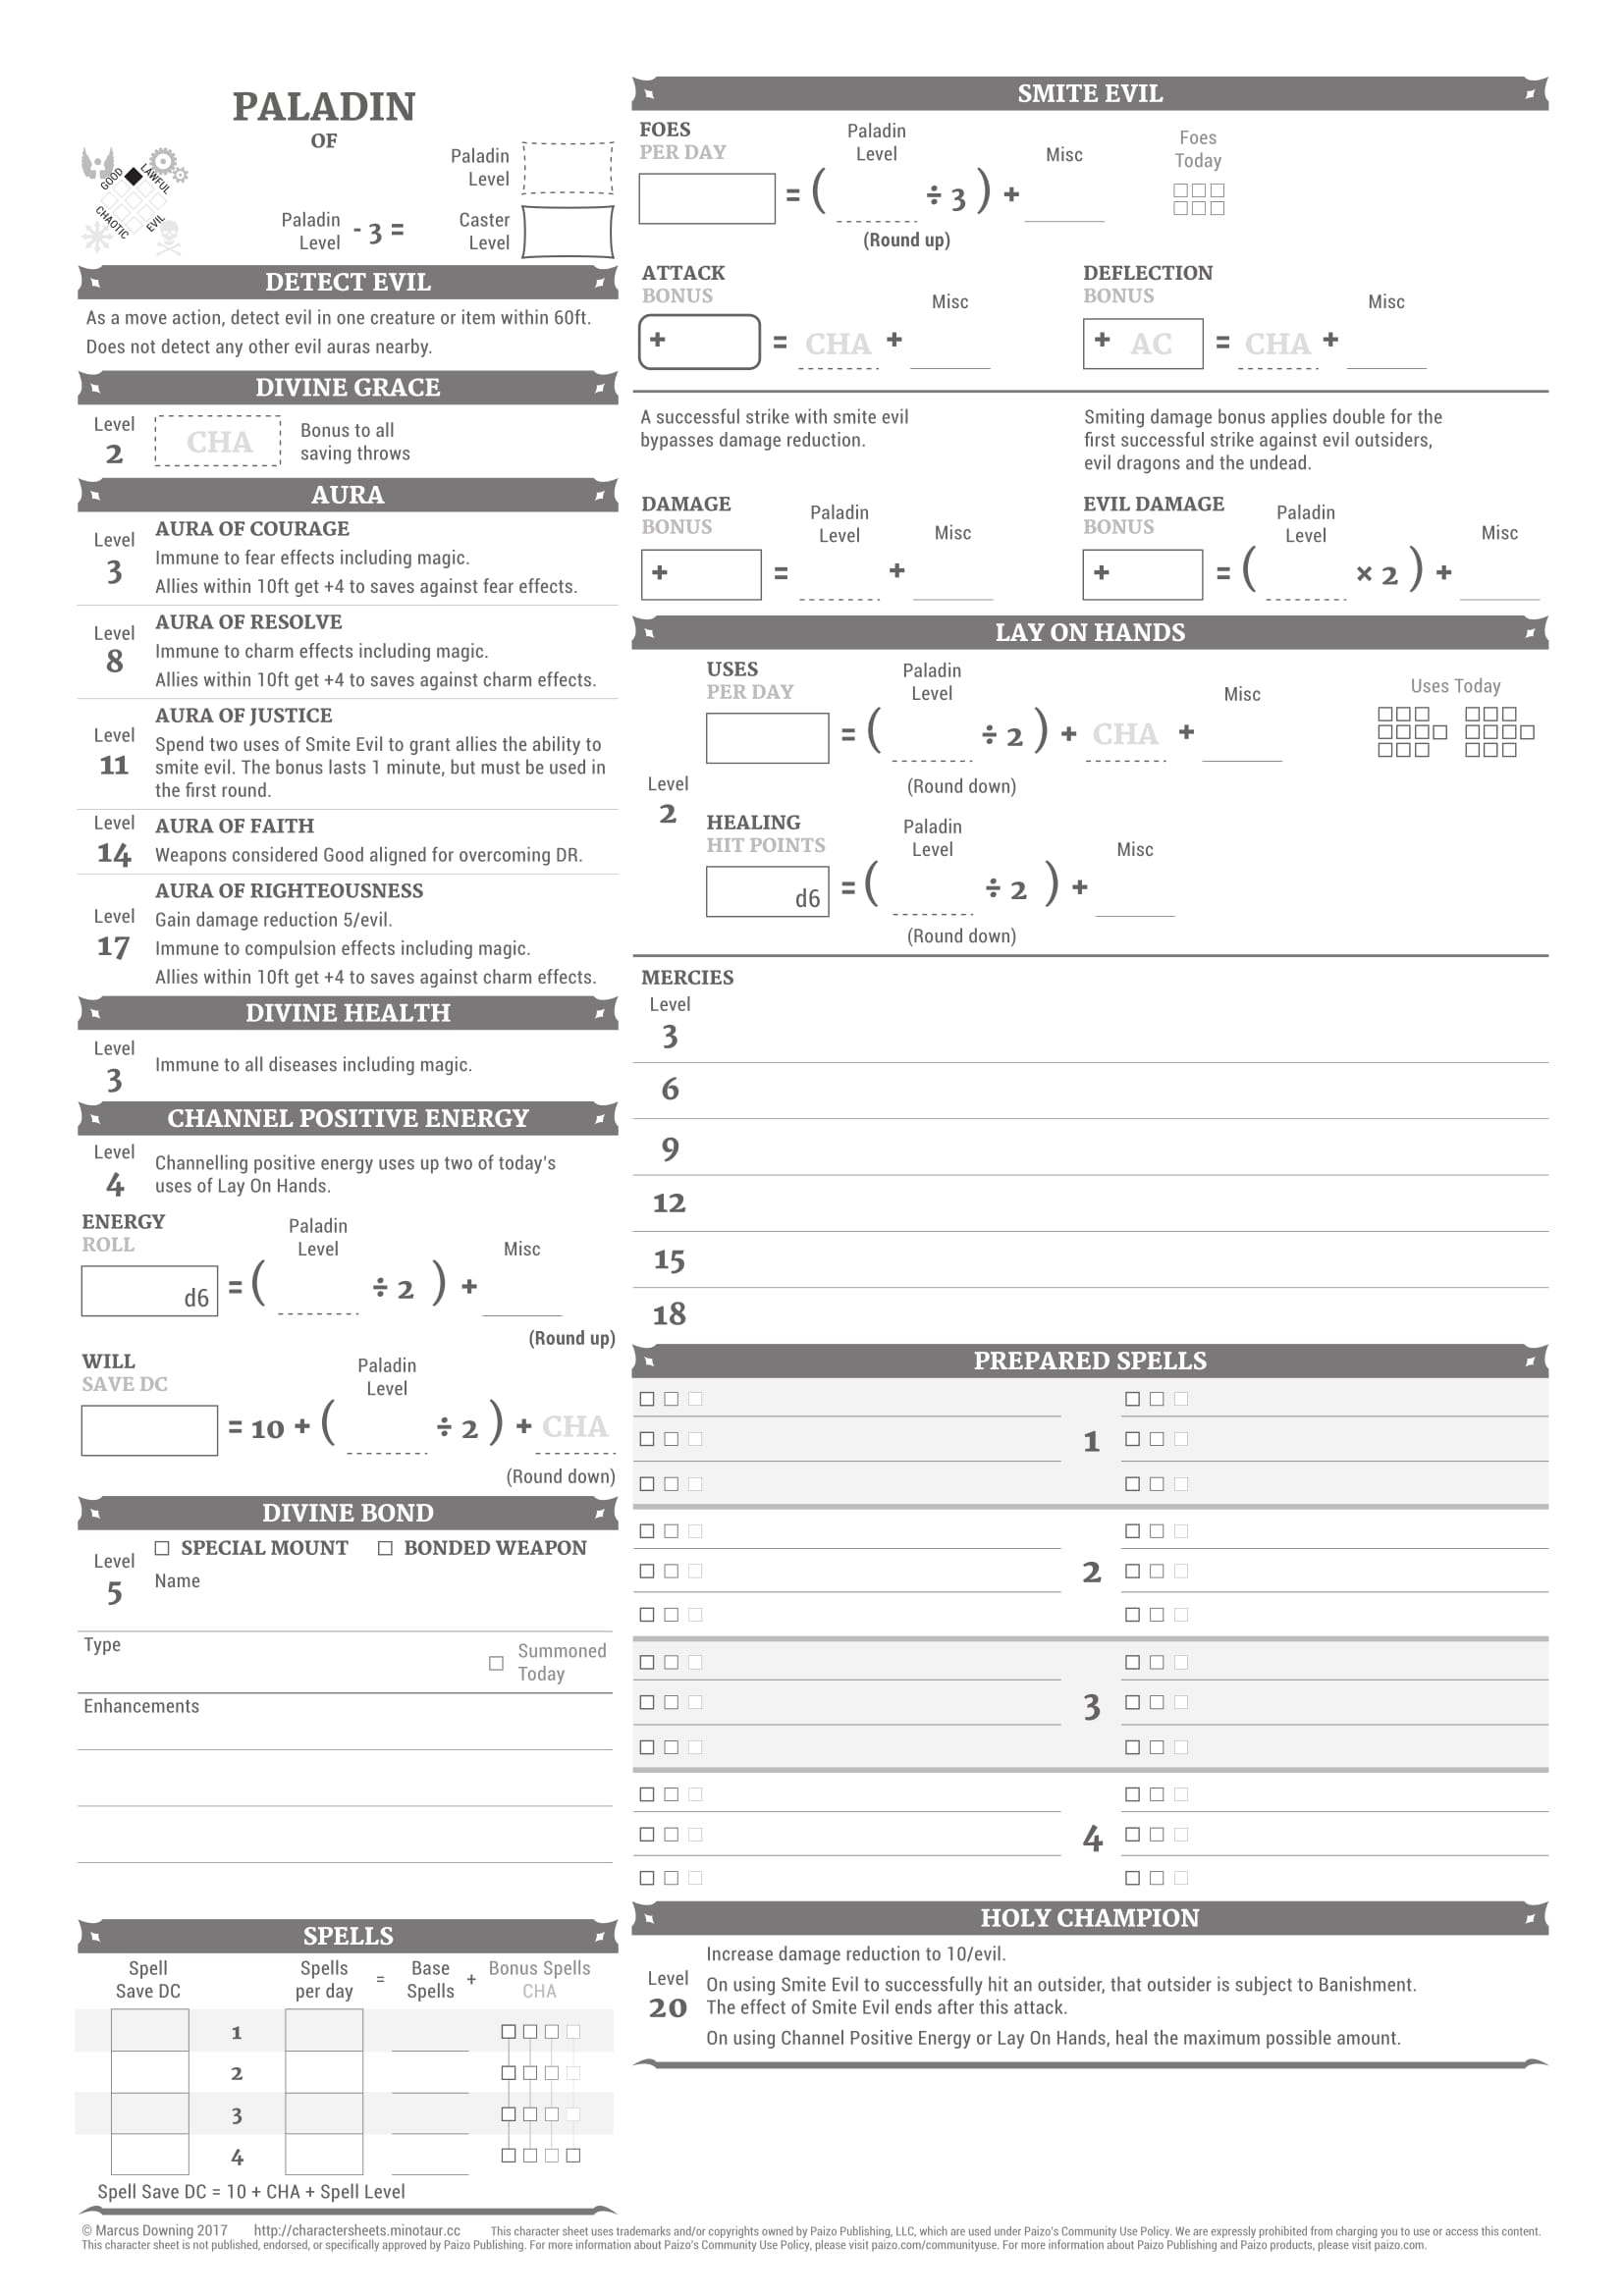 PALADIN
OF
GOOD
LAWFUL
CHAOTIC
EVIL
Paladin
Level
Paladin
Level
- 3 =
Caster
Level
DETECT EVIL
As a move action, detect evil in one creature or item within 60ft.
Does not detect any other evil auras nearby.
DIVINE GRACE
Level
2
CHA
Bonus to all
saving throws
AURA
Level
3
AURA OF COURAGE
Immune to fear effects including magic.
Allies within 10ft get +4 to saves against fear effects.
Level
8
AURA OF RESOLVE
Immune to charm effects including magic.
Allies within 10ft get +4 to saves against charm effects.
Level
11
AURA OF JUSTICE
Spend two uses of Smite Evil to grant allies the ability to
smite evil. The bonus lasts 1 minute, but must be used in
the first round.
Level
14
AURA OF FAITH
Weapons considered Good aligned for overcoming DR.
Level
17
AURA OF RIGHTEOUSNESS
Gain damage reduction 5/evil.
Immune to compulsion effects including magic.
Allies within 10ft get +4 to saves against charm effects.
DIVINE HEALTH
Level
3
Immune to all diseases including magic.
CHANNEL POSITIVE ENERGY
Level
4
Channelling positive energy uses up two of today's
uses of Lay On Hands.
ENERGY
ROLL
Paladin
Level
Misc
d6 = ( ÷ 2 ) +
(Round up)
WILL
SAVE DC
Paladin
Level
= 10 + ( ÷ 2 ) + CHA
(Round down)
DIVINE BOND
Level
5
SPECIAL MOUNT
BONDED WEAPON
Name
Type
Summoned
Today
Enhancements
SPELLS
Spell
Save DC
Spells
per day
=
Base
Spells
+
Bonus Spells
CHA
1
2
3
4
Spell Save DC = 10 + CHA + Spell Level
SMITE EVIL
FOES
PER DAY
Paladin
Level
Misc
Foes
Today
= ( ÷ 3 ) +
(Round up)
ATTACK
BONUS
Misc
+ = CHA +
DEFLECTION
BONUS
Misc
+ AC = CHA +
A successful strike with smite evil
bypasses damage reduction.
Smiting damage bonus applies double for the
first successful strike against evil outsiders,
evil dragons and the undead.
DAMAGE
BONUS
Paladin
Level
Misc
+ = +
EVIL DAMAGE
BONUS
Paladin
Level
Misc
+ = ( × 2 ) +
LAY ON HANDS
Level
2
USES
PER DAY
Paladin
Level
Misc
Uses Today
= ( ÷ 2 ) + CHA +
(Round down)
HEALING
HIT POINTS
Paladin
Level
Misc
d6 = ( ÷ 2 ) +
(Round down)
MERCIES
Level
3
6
9
12
15
18
PREPARED SPELLS
1
2
3
4
HOLY CHAMPION
Level
20
Increase damage reduction to 10/evil.
On using Smite Evil to successfully hit an outsider, that outsider is subject to Banishment.
The effect of Smite Evil ends after this attack.
On using Channel Positive Energy or Lay On Hands, heal the maximum possible amount.
© Marcus Downing 2017 http://charactersheets.minotaur.cc This character sheet uses trademarks and/or copyrights owned by Paizo Publishing, LLC, which are used under Paizo's Community Use Policy. We are expressly prohibited from charging you to use or access this content.
This character sheet is not published, endorsed, or specifically approved by Paizo Publishing. For more information about Paizo's Community Use Policy, please visit paizo.com/communityuse. For more information about Paizo Publishing and Paizo products, please visit paizo.com.